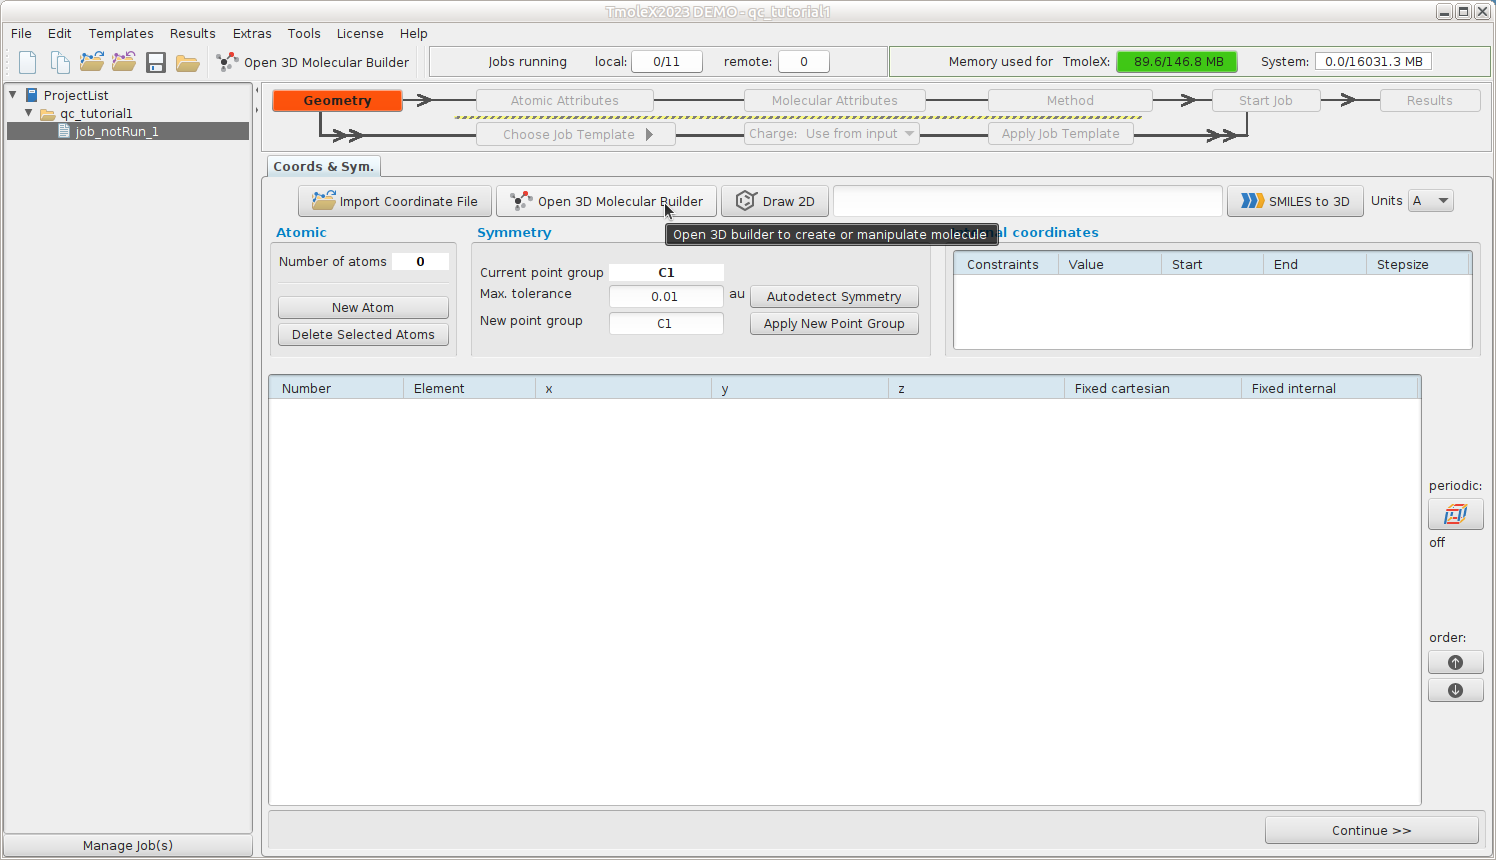 TmoleX2023 DEMO - qc_tutorial1
File Edit Templates Results Extras Tools License Help
Open 3D Molecular Builder Jobs running local: 0/11 remote: 0 Memory used for TmoleX: 89.6/146.8 MB System: 0.0/16031.3 MB
ProjectList
qc_tutorial1
job_notRun_1
Manage Job(s)
Geometry Atomic Attributes Molecular Attributes Method Start Job Results
Choose Job Template Charge: Use from input Apply Job Template
Coords & Sym.
Import Coordinate File Open 3D Molecular Builder Draw 2D SMILES to 3D Units A
Open 3D builder to create or manipulate molecule
Atomic Symmetry coordinates
Number of atoms 0
New Atom
Delete Selected Atoms
Current point group C1
Max. tolerance 0.01 au Autodetect Symmetry
New point group C1 Apply New Point Group
Constraints Value Start End Stepsize
Number Element x y z Fixed cartesian Fixed internal
periodic:
off
order:
Continue >>